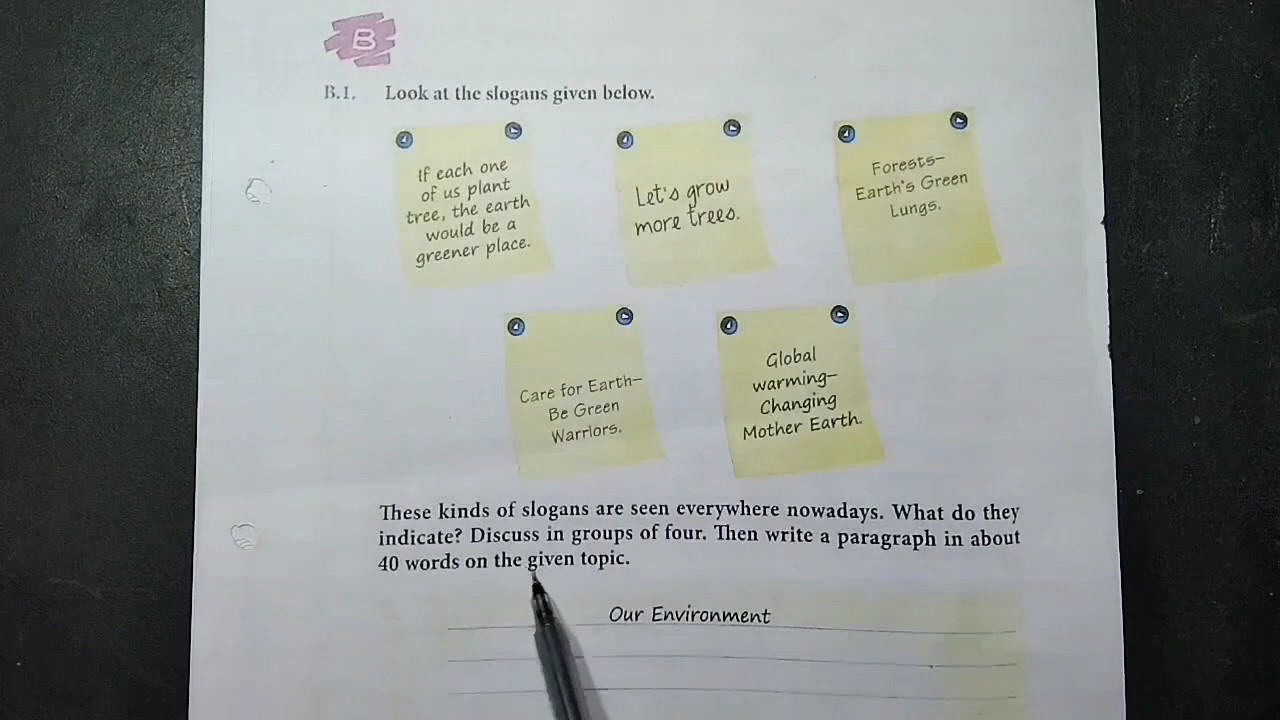 B
B.1. Look at the slogans given below.
If each one
of us plant
tree, the earth
would be a
greener place.
Let's grow
more trees.
Forests–
Earth's Green
Lungs.
Care for Earth–
Be Green
Warriors.
Global
warming–
Changing
Mother Earth.
These kinds of slogans are seen everywhere nowadays. What do they
indicate? Discuss in groups of four. Then write a paragraph in about
40 words on the given topic.
Our Environment